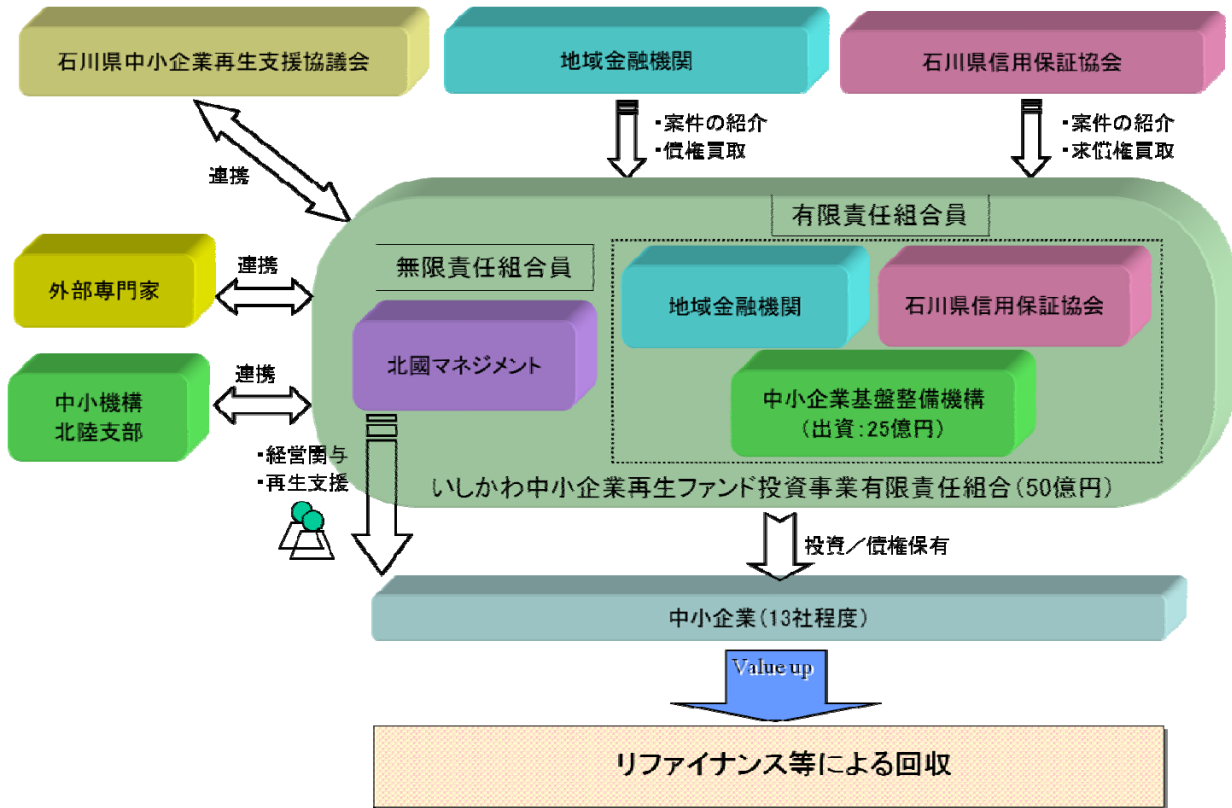 石川県中小企業再生支援協議会
地域金融機関
石川県信用保証協会
・案件の紹介
・債権買取
・案件の紹介
・求償権買取
連携
有限責任組合員
無限責任組合員
外部専門家
連携
地域金融機関
石川県信用保証協会
北國マネジメント
中小機構
北陸支部
連携
中小企業基盤整備機構
(出資:25億円)
・経営関与
・再生支援
いしかわ中小企業再生ファンド投資事業有限責任組合(50億円)
投資/債権保有
中小企業(13社程度)
Value up
リファイナンス等による回収